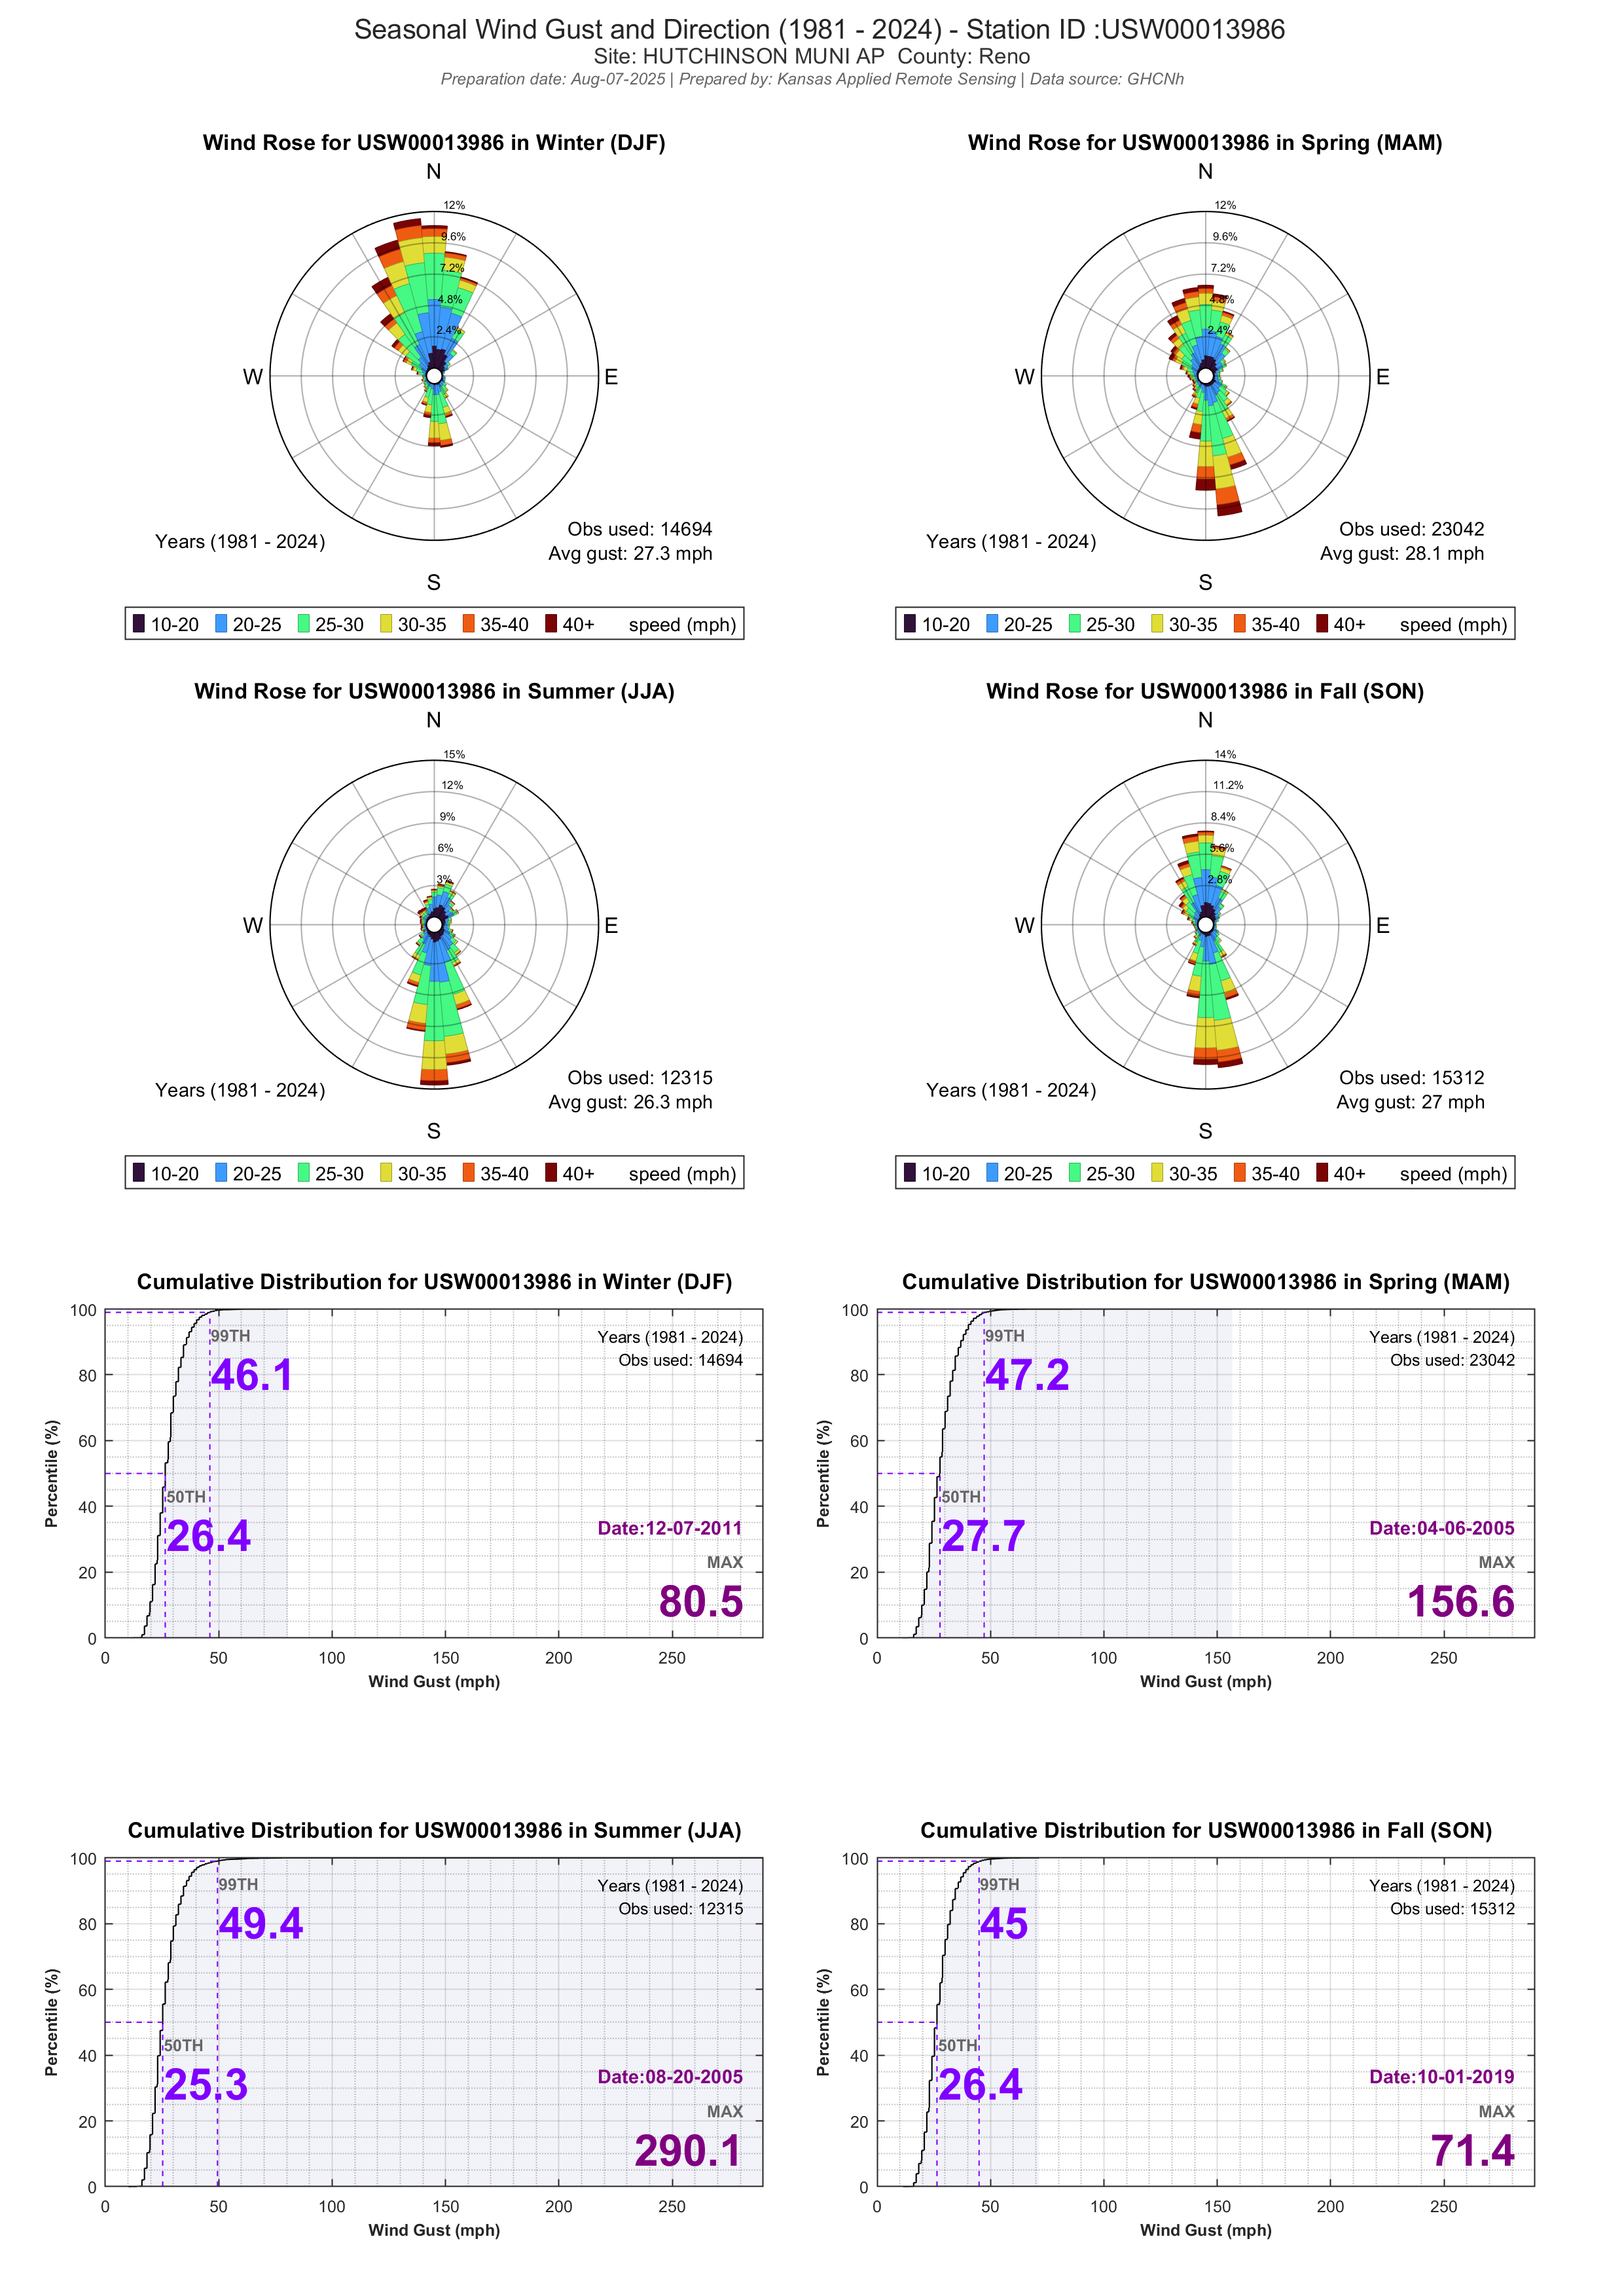 Seasonal Wind Gust and Direction (1981 - 2024) - Station ID :USW00013986
Site: HUTCHINSON MUNI AP  County: Reno
Preparation date: Aug-07-2025 | Prepared by: Kansas Applied Remote Sensing | Data source: GHCNh
Wind Rose for USW00013986 in Winter (DJF)
N
12%
9.6%
7.2%
4.8%
2.4%
W
E
S
Years (1981 - 2024)
Obs used: 14694
Avg gust: 27.3 mph
10-20 20-25 25-30 30-35 35-40 40+ speed (mph)
Wind Rose for USW00013986 in Spring (MAM)
N
12%
9.6%
7.2%
4.8%
2.4%
W
E
S
Years (1981 - 2024)
Obs used: 23042
Avg gust: 28.1 mph
10-20 20-25 25-30 30-35 35-40 40+ speed (mph)
Wind Rose for USW00013986 in Summer (JJA)
N
15%
12%
9%
6%
3%
W
E
S
Years (1981 - 2024)
Obs used: 12315
Avg gust: 26.3 mph
10-20 20-25 25-30 30-35 35-40 40+ speed (mph)
Wind Rose for USW00013986 in Fall (SON)
N
14%
11.2%
8.4%
5.6%
2.8%
W
E
S
Years (1981 - 2024)
Obs used: 15312
Avg gust: 27 mph
10-20 20-25 25-30 30-35 35-40 40+ speed (mph)
Cumulative Distribution for USW00013986 in Winter (DJF)
100
80
60
40
20
0
Percentile (%)
99TH
46.1
50TH
26.4
Years (1981 - 2024)
Obs used: 14694
Date:12-07-2011
MAX
80.5
0 50 100 150 200 250
Wind Gust (mph)
Cumulative Distribution for USW00013986 in Spring (MAM)
100
80
60
40
20
0
Percentile (%)
99TH
47.2
50TH
27.7
Years (1981 - 2024)
Obs used: 23042
Date:04-06-2005
MAX
156.6
0 50 100 150 200 250
Wind Gust (mph)
Cumulative Distribution for USW00013986 in Summer (JJA)
100
80
60
40
20
0
Percentile (%)
99TH
49.4
50TH
25.3
Years (1981 - 2024)
Obs used: 12315
Date:08-20-2005
MAX
290.1
0 50 100 150 200 250
Wind Gust (mph)
Cumulative Distribution for USW00013986 in Fall (SON)
100
80
60
40
20
0
Percentile (%)
99TH
45
50TH
26.4
Years (1981 - 2024)
Obs used: 15312
Date:10-01-2019
MAX
71.4
0 50 100 150 200 250
Wind Gust (mph)